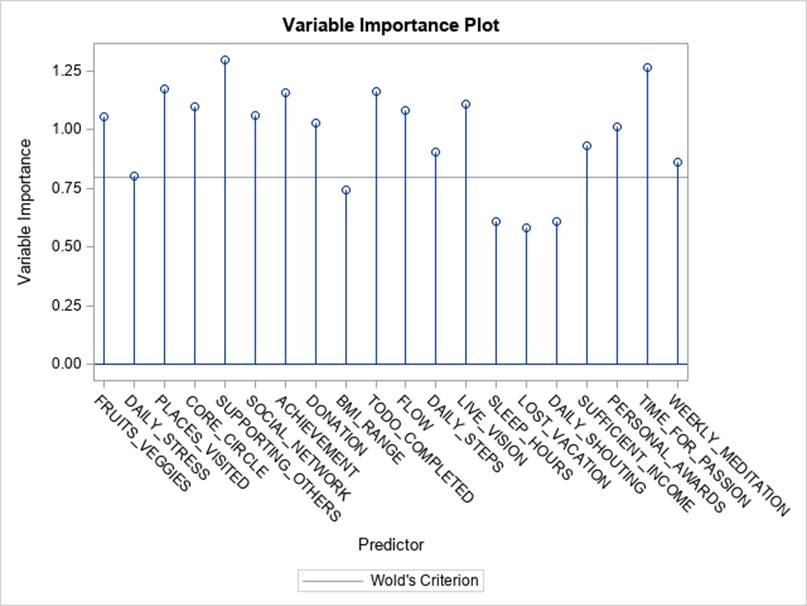 Variable Importance Plot
Variable Importance
1.25
1.00
0.75
0.50
0.25
0.00
FRUITS_VEGGIES
DAILY_STRESS
PLACES_VISITED
CORE_CIRCLE
SUPPORTING_OTHERS
SOCIAL_NETWORK
ACHIEVEMENT
DONATION
BMI_RANGE
TODO_COMPLETED
FLOW
DAILY_STEPS
LIVE_VISION
SLEEP_HOURS
LOST_VACATION
DAILY_SHOUTING
SUFFICIENT_INCOME
PERSONAL_AWARDS
TIME_FOR_PASSION
WEEKLY_MEDITATION
Predictor
Wold's Criterion